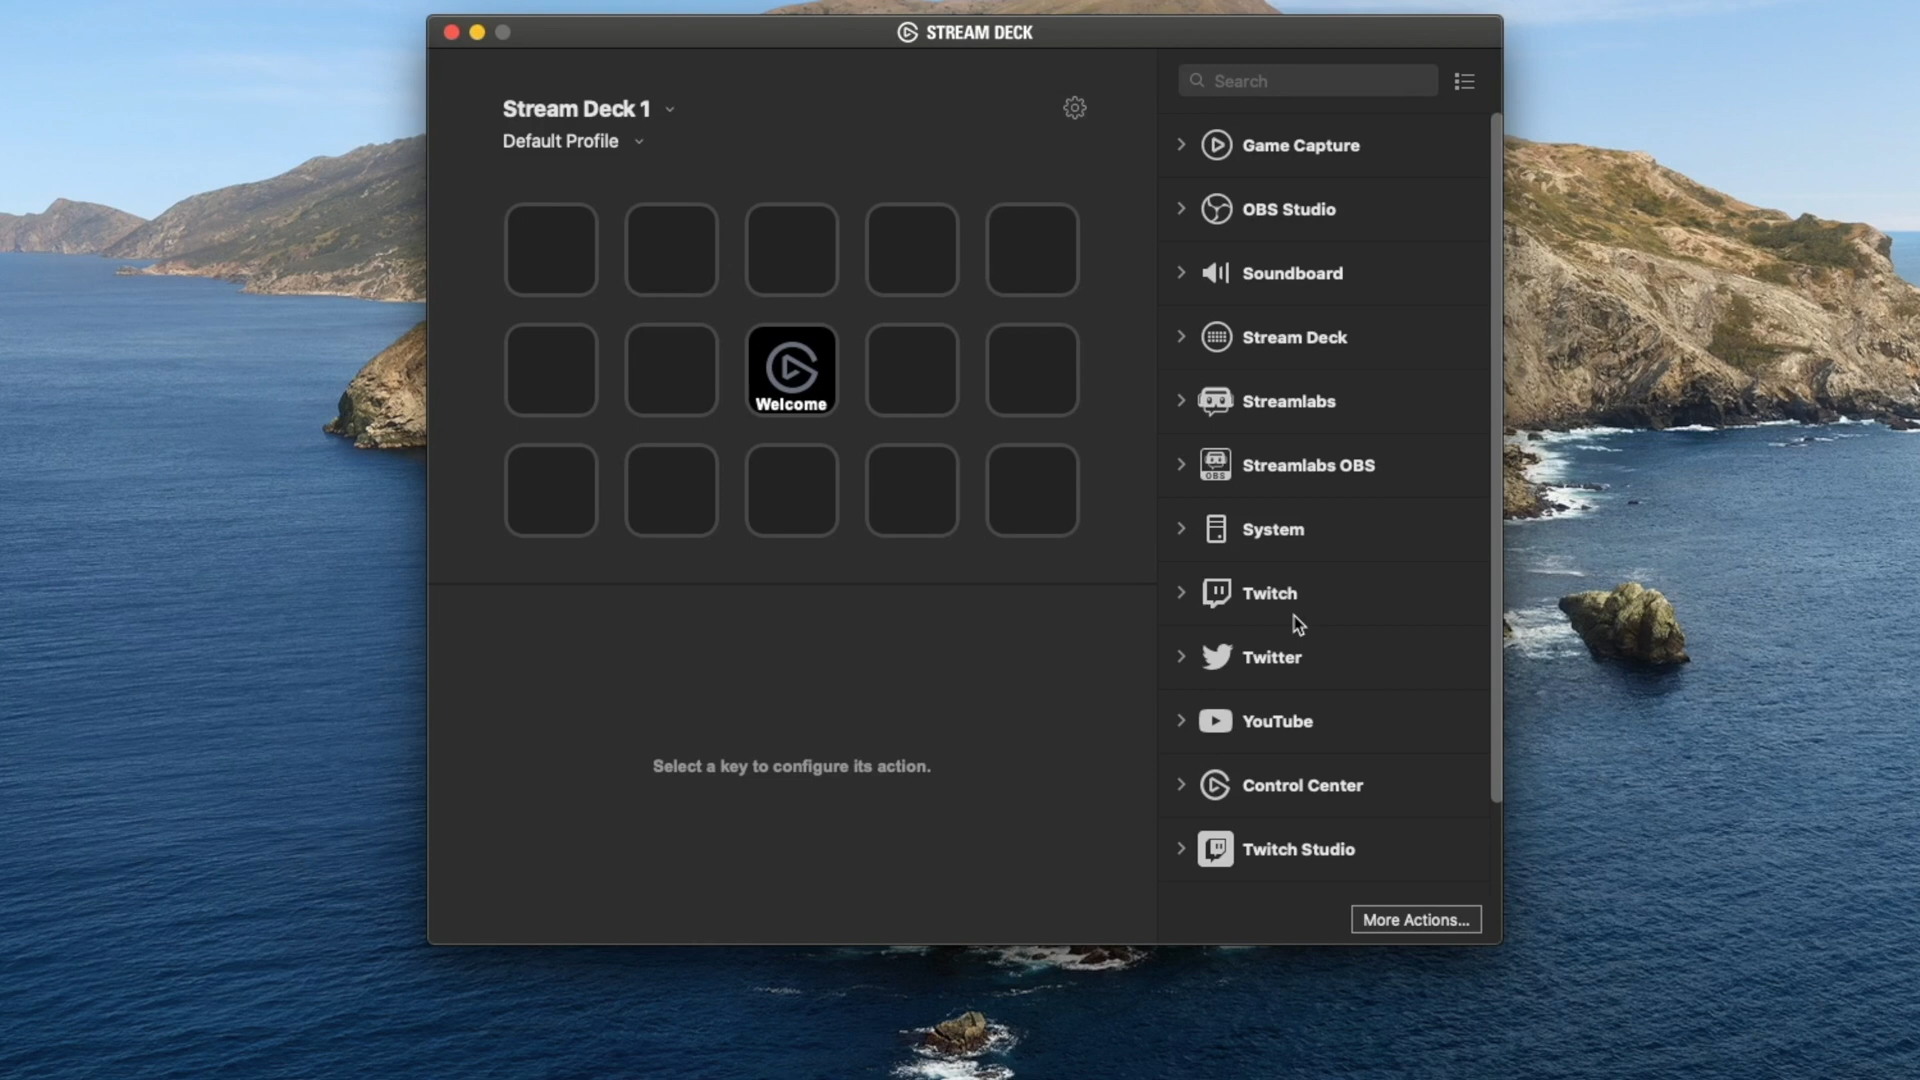 STREAM DECK
Stream Deck 1
Default Profile
Welcome
Select a key to configure its action.
Search
Game Capture
OBS Studio
Soundboard
Stream Deck
Streamlabs
OBS
Streamlabs OBS
System
Twitch
Twitter
YouTube
Control Center
Twitch Studio
More Actions...